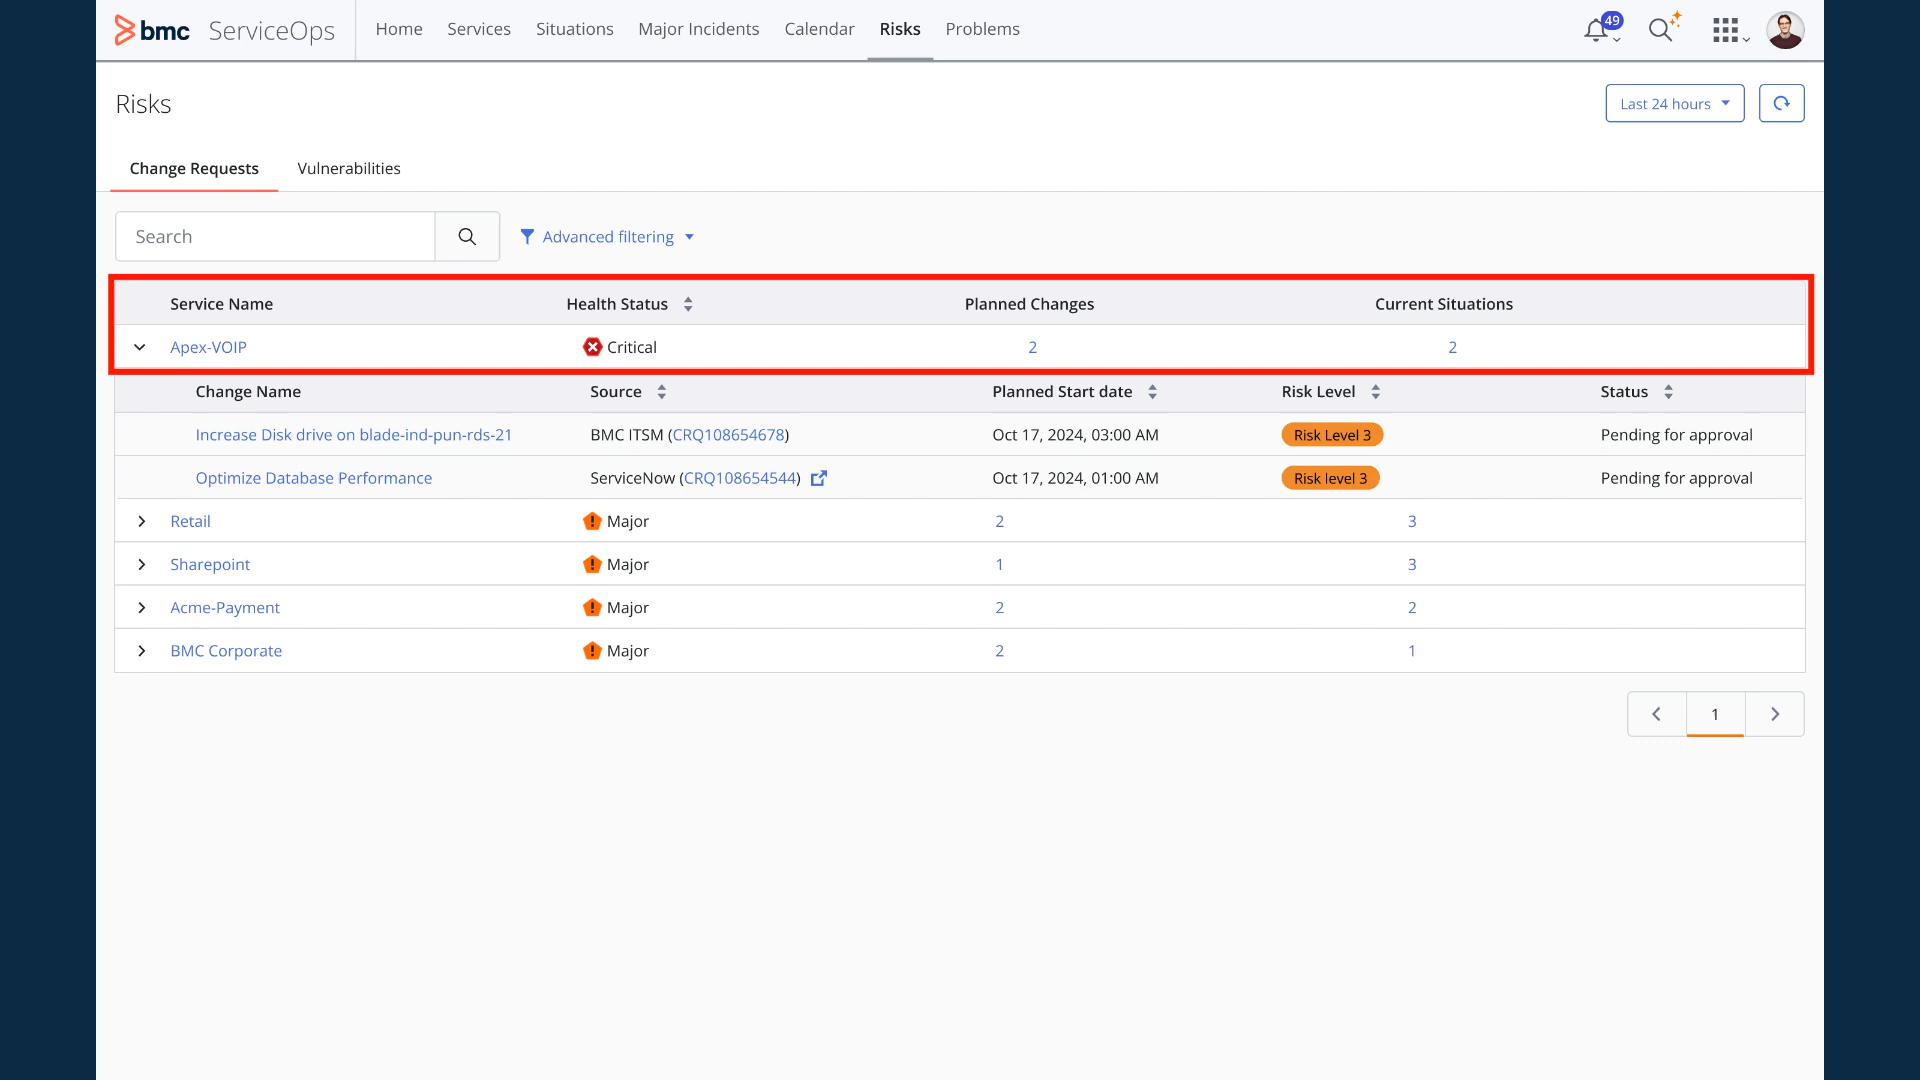 bmc ServiceOps Home Services Situations Major Incidents Calendar Risks Problems 49
Risks Last 24 hours
Change Requests Vulnerabilities
Search Advanced filtering
Service Name Health Status Planned Changes Current Situations
Apex-VOIP Critical 2 2
Change Name Source Planned Start date Risk Level Status
Increase Disk drive on blade-ind-pun-rds-21 BMC ITSM (CRQ108654678) Oct 17, 2024, 03:00 AM Risk Level 3 Pending for approval
Optimize Database Performance ServiceNow (CRQ108654544) Oct 17, 2024, 01:00 AM Risk level 3 Pending for approval
Retail Major 2 3
Sharepoint Major 1 3
Acme-Payment Major 2 2
BMC Corporate Major 2 1
1